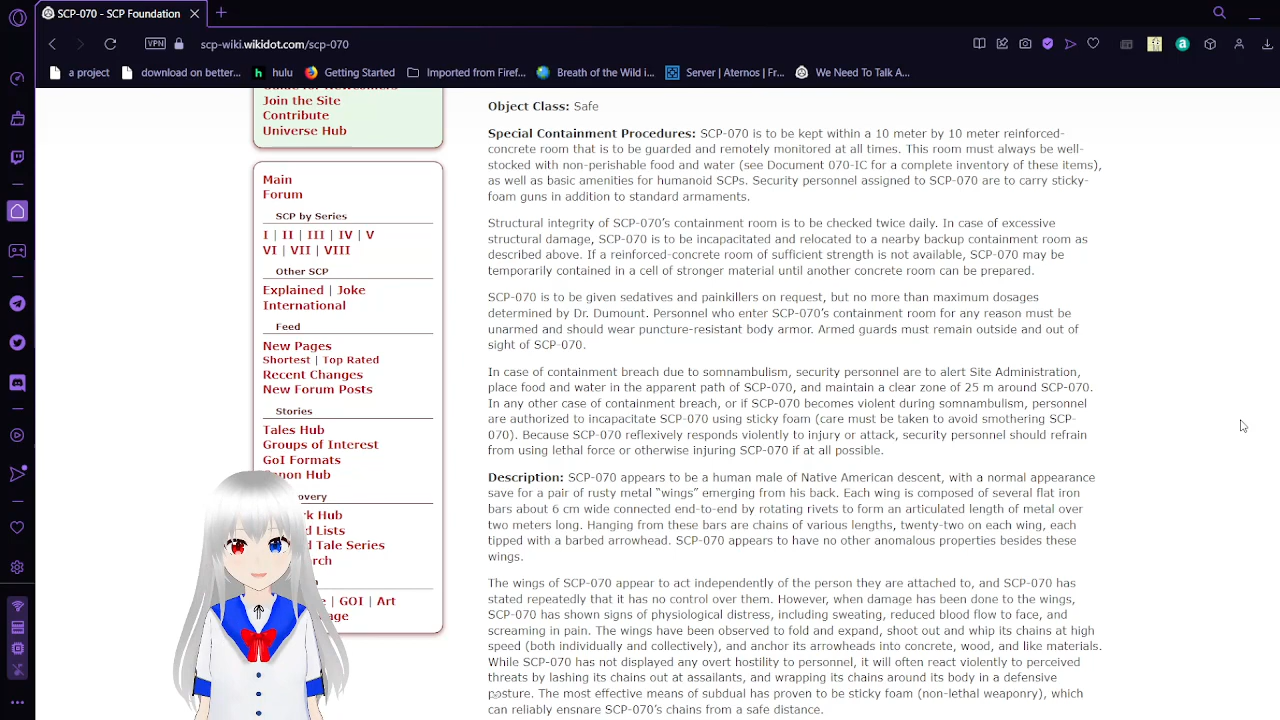 SCP-070 - SCP Foundation
VPN
scp-wiki.wikidot.com/scp-070
a project
download on better...
hulu
Getting Started
Imported from Firef...
Breath of the Wild i...
Server | Aternos | Fr...
We Need To Talk A...
Join the Site
Contribute
Universe Hub
Main
Forum
SCP by Series
I | II | III | IV | V
VI | VII | VIII
Other SCP
Explained | Joke
International
Feed
New Pages
Shortest | Top Rated
Recent Changes
New Forum Posts
Stories
Tales Hub
Groups of Interest
GoI Formats
Hub
Hub
Lists
Tale Series
| GOI | Art
Object Class: Safe
Special Containment Procedures: SCP-070 is to be kept within a 10 meter by 10 meter reinforced-
concrete room that is to be guarded and remotely monitored at all times. This room must always be well-
stocked with non-perishable food and water (see Document 070-IC for a complete inventory of these items),
as well as basic amenities for humanoid SCPs. Security personnel assigned to SCP-070 are to carry sticky-
foam guns in addition to standard armaments.
Structural integrity of SCP-070's containment room is to be checked twice daily. In case of excessive
structural damage, SCP-070 is to be incapacitated and relocated to a nearby backup containment room as
described above. If a reinforced-concrete room of sufficient strength is not available, SCP-070 may be
temporarily contained in a cell of stronger material until another concrete room can be prepared.
SCP-070 is to be given sedatives and painkillers on request, but no more than maximum dosages
determined by Dr. Dumount. Personnel who enter SCP-070's containment room for any reason must be
unarmed and should wear puncture-resistant body armor. Armed guards must remain outside and out of
sight of SCP-070.
In case of containment breach due to somnambulism, security personnel are to alert Site Administration,
place food and water in the apparent path of SCP-070, and maintain a clear zone of 25 m around SCP-070.
In any other case of containment breach, or if SCP-070 becomes violent during somnambulism, personnel
are authorized to incapacitate SCP-070 using sticky foam (care must be taken to avoid smothering SCP-
070). Because SCP-070 reflexively responds violently to injury or attack, security personnel should refrain
from using lethal force or otherwise injuring SCP-070 if at all possible.
Description: SCP-070 appears to be a human male of Native American descent, with a normal appearance
save for a pair of rusty metal "wings" emerging from his back. Each wing is composed of several flat iron
bars about 6 cm wide connected end-to-end by rotating rivets to form an articulated length of metal over
two meters long. Hanging from these bars are chains of various lengths, twenty-two on each wing, each
tipped with a barbed arrowhead. SCP-070 appears to have no other anomalous properties besides these
wings.
The wings of SCP-070 appear to act independently of the person they are attached to, and SCP-070 has
stated repeatedly that it has no control over them. However, when damage has been done to the wings,
SCP-070 has shown signs of physiological distress, including sweating, reduced blood flow to face, and
screaming in pain. The wings have been observed to fold and expand, shoot out and whip its chains at high
speed (both individually and collectively), and anchor its arrowheads into concrete, wood, and like materials.
While SCP-070 has not displayed any overt hostility to personnel, it will often react violently to perceived
threats by lashing its chains out at assailants, and wrapping its chains around its body in a defensive
posture. The most effective means of subdual has proven to be sticky foam (non-lethal weaponry), which
can reliably ensnare SCP-070's chains from a safe distance.